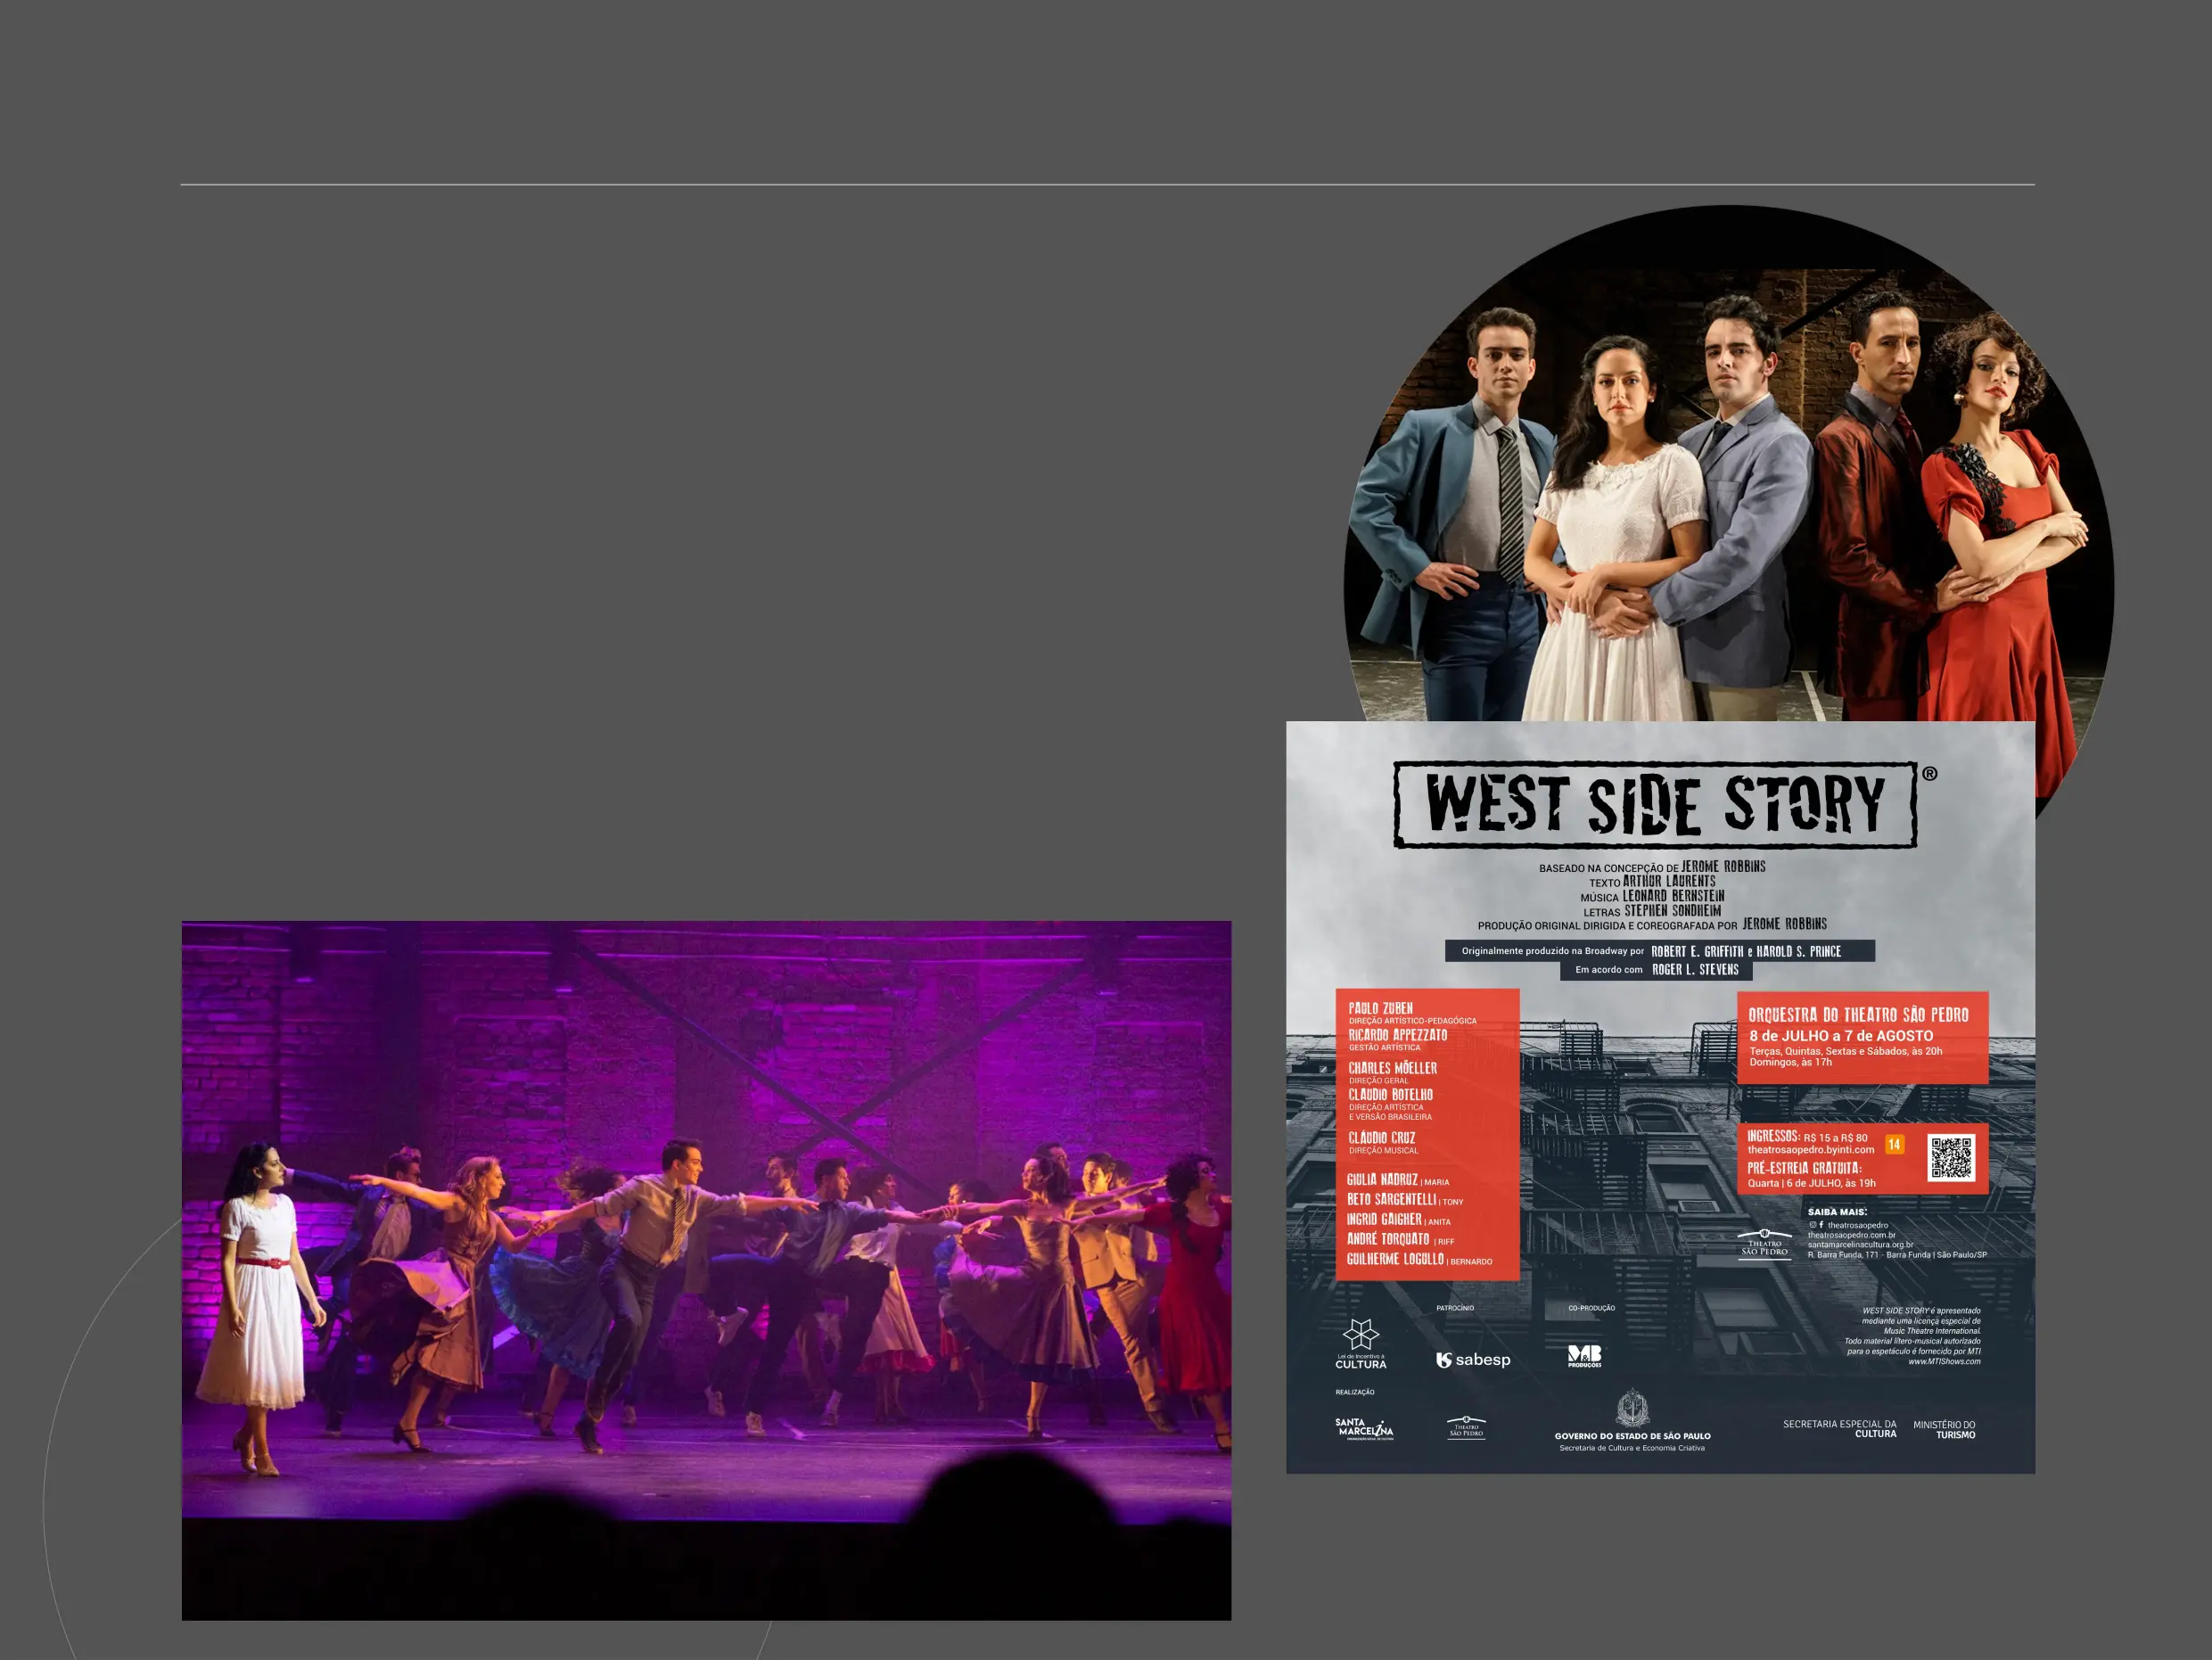 WEST SIDE STORY®
BASEADO NA CONCEPÇÃO DE JEROME ROBBINS
TEXTO ARTHUR LAURENTS
MÚSICA LEONARD BERNSTEIN
LETRAS STEPHEN SONDHEIM
PRODUÇÃO ORIGINAL DIRIGIDA E COREOGRAFADA POR JEROME ROBBINS
Originalmente produzido na Broadway por ROBERT E. GRIFFITH e HAROLD S. PRINCE
Em acordo com ROGER L. STEVENS
PAULO ZUBEN
DIREÇÃO ARTÍSTICO-PEDAGÓGICA
RICARDO APPEZZATO
GESTÃO ARTÍSTICA
CHARLES MÖELLER
DIREÇÃO GERAL
CLAUDIO BOTELHO
DIREÇÃO ARTÍSTICA
E VERSÃO BRASILEIRA
CLÁUDIO CRUZ
DIREÇÃO MUSICAL
GIULIA NADRUZ | MARIA
BETO SARGENTELLI | TONY
INGRID GAIGHER | ANITA
ANDRÉ TORQUATO | RIFF
GUILHERME LOGULLO | BERNARDO
ORQUESTRA DO THEATRO SÃO PEDRO
8 de JULHO a 7 de AGOSTO
Terças, Quintas, Sextas e Sábados, às 20h
Domingos, às 17h
INGRESSOS: R$ 15 a R$ 80
theatrosaopedro.byinti.com
14
PRÉ-ESTREIA GRATUITA:
Quarta | 6 de JULHO, às 19h
THEATRO
SÃO PEDRO
SAIBA MAIS:
theatrosaopedro
theatrosaopedro.com.br
santamarcelinacultura.org.br
R. Barra Funda, 171 - Barra Funda | São Paulo/SP
PATROCÍNIO
CO-PRODUÇÃO
Lei de Incentivo à
CULTURA
sabesp
M&B
PRODUÇÕES
WEST SIDE STORY é apresentado
mediante uma licença especial de
Music Theatre International.
Todo material lítero-musical autorizado
para o espetáculo é fornecido por MTI
www.MTIShows.com
REALIZAÇÃO
SANTA
MARCELINA
THEATRO
SÃO PEDRO
GOVERNO DO ESTADO DE SÃO PAULO
Secretaria de Cultura e Economia Criativa
SECRETARIA ESPECIAL DA
CULTURA
MINISTÉRIO DO
TURISMO